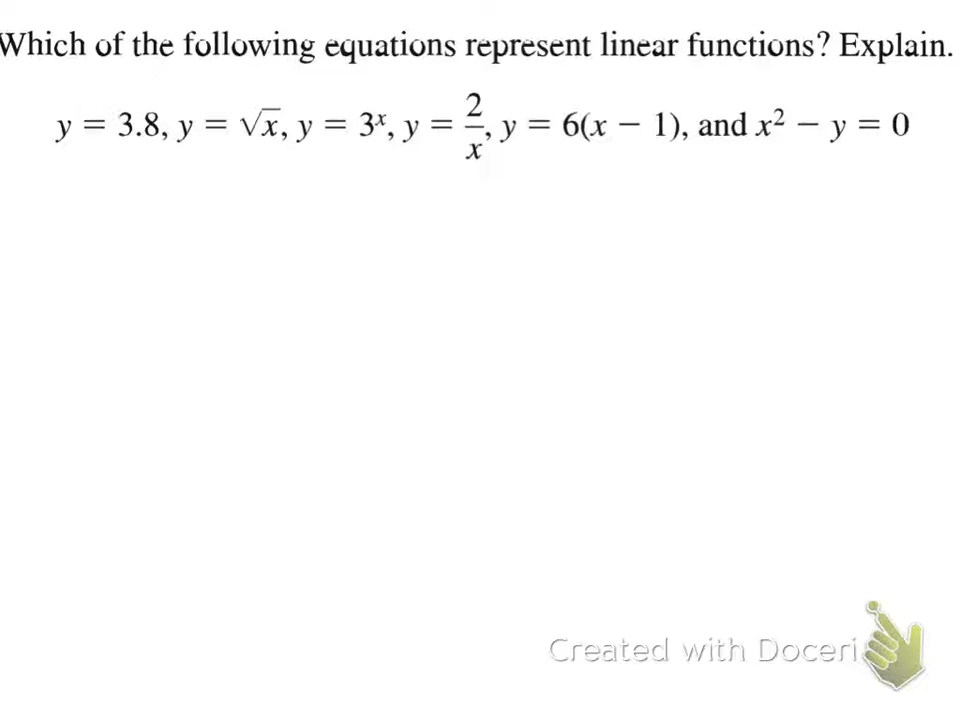 Which of the following equations represent linear functions? Explain.
y = 3.8, y = √x, y = 3ˣ, y = 2/x, y = 6(x − 1), and x² − y = 0
Created with Doceri